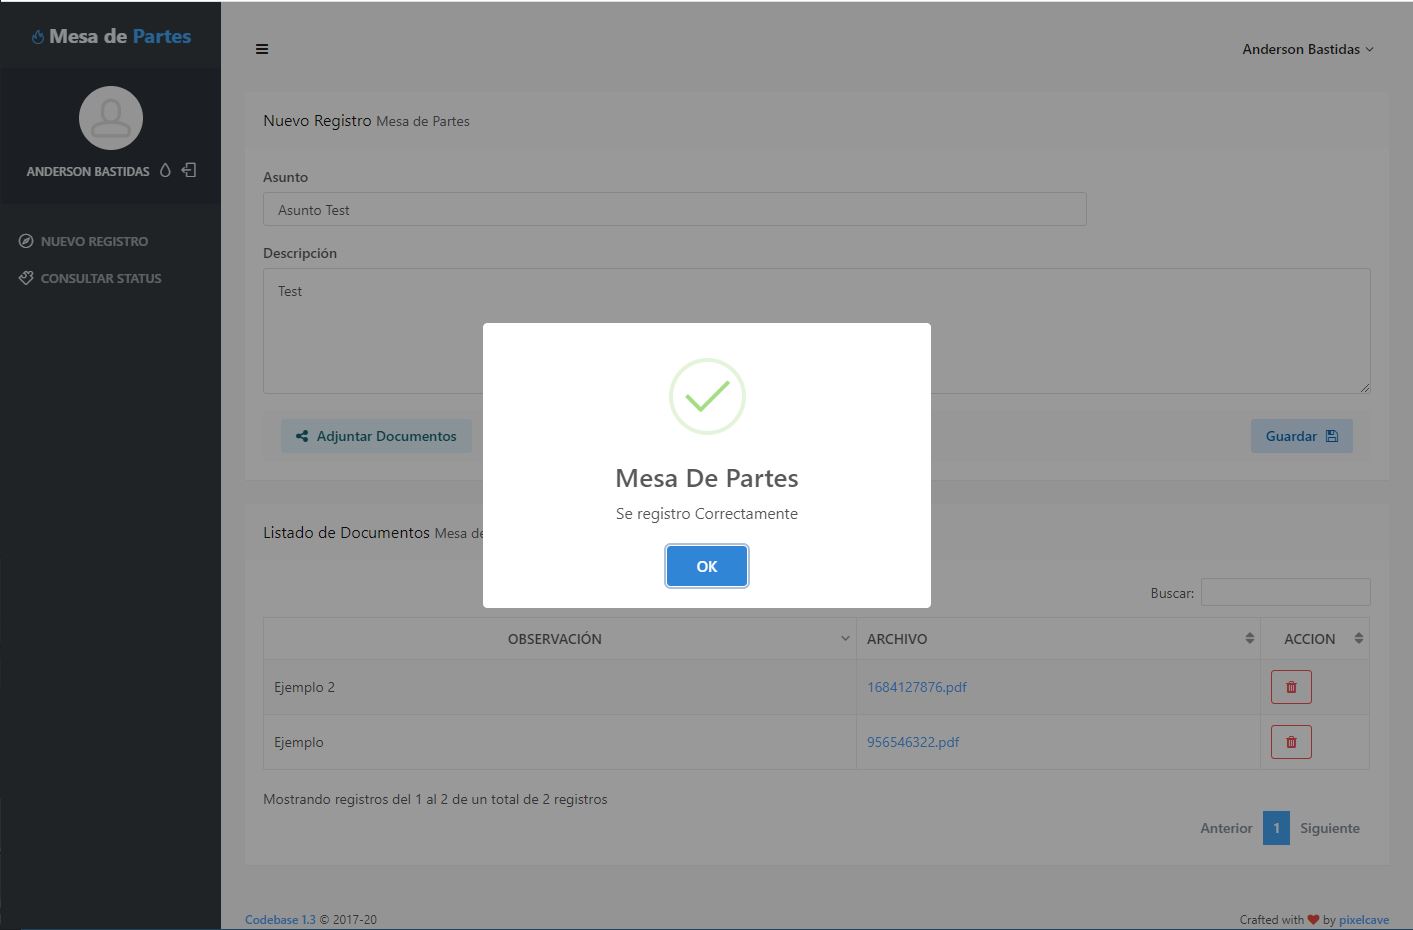 Mesa de Partes
Anderson Bastidas
ANDERSON BASTIDAS
NUEVO REGISTRO
CONSULTAR STATUS
Nuevo Registro Mesa de Partes
Asunto
Asunto Test
Descripción
Test
Adjuntar Documentos
Guardar
Mesa De Partes
Se registro Correctamente
OK
Listado de Documentos Mesa de
Buscar:
OBSERVACIÓN ARCHIVO ACCION
Ejemplo 2 1684127876.pdf
Ejemplo 956546322.pdf
Mostrando registros del 1 al 2 de un total de 2 registros
Anterior 1 Siguiente
Codebase 1.3 © 2017-20
Crafted with ❤ by pixelcave